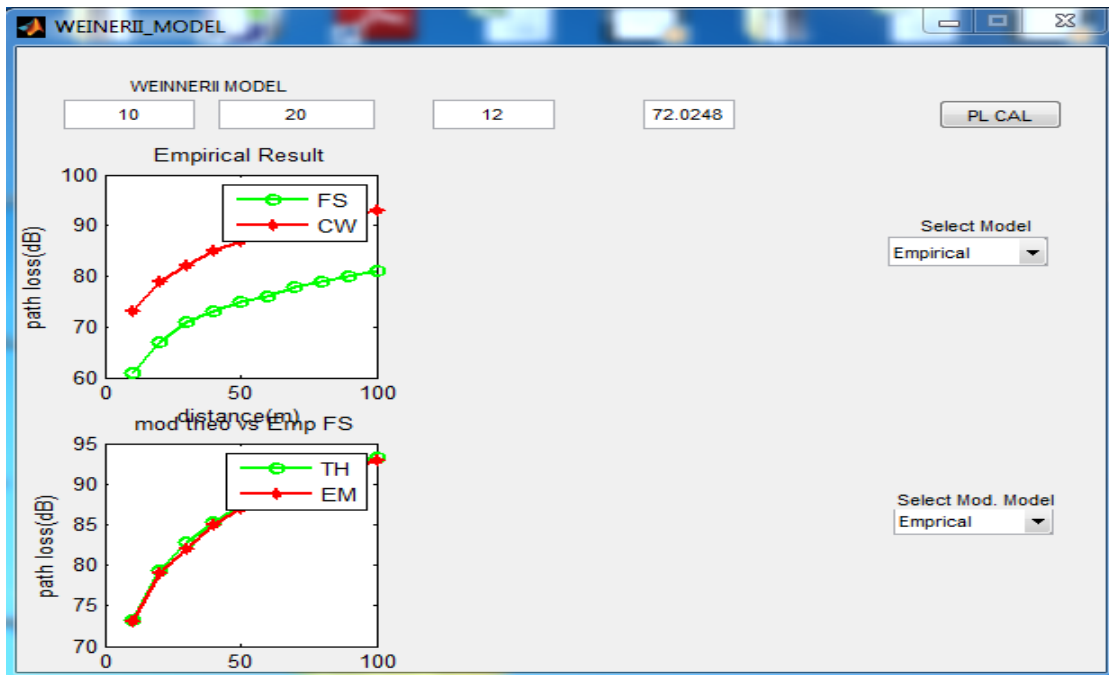 WEINERII_MODEL
WEINNERII MODEL
10 20 12 72.0248 PL CAL
Empirical Result
100
90
80
70
60
0 50 100
path loss(dB)
FS
CW
distance(m)
Select Model
Empirical
mod theo vs Emp FS
95
90
85
80
75
70
0 50 100
path loss(dB)
TH
EM
Select Mod. Model
Emprical